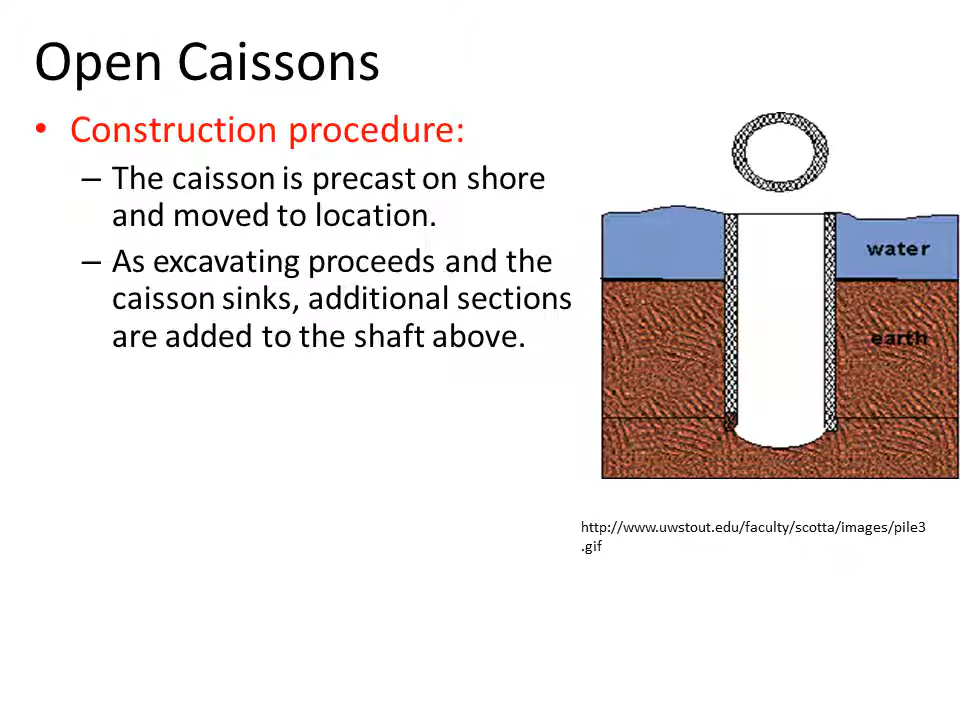 Open Caissons
• Construction procedure:
– The caisson is precast on shore
and moved to location.
– As excavating proceeds and the
caisson sinks, additional sections
are added to the shaft above.
water
earth
http://www.uwstout.edu/faculty/scotta/images/pile3
.gif